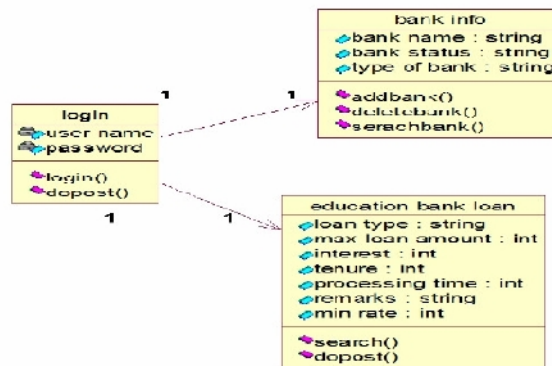 bank info
bank name : string
bank status : string
type of bank : string
addbank()
deletebank()
serachbank()
1
1
login
user name
password
login()
dopost()
1
1
education bank loan
loan type : string
max loan amount : int
interest : int
tenure : int
processing time : int
remarks : string
min rate : int
search()
dopost()